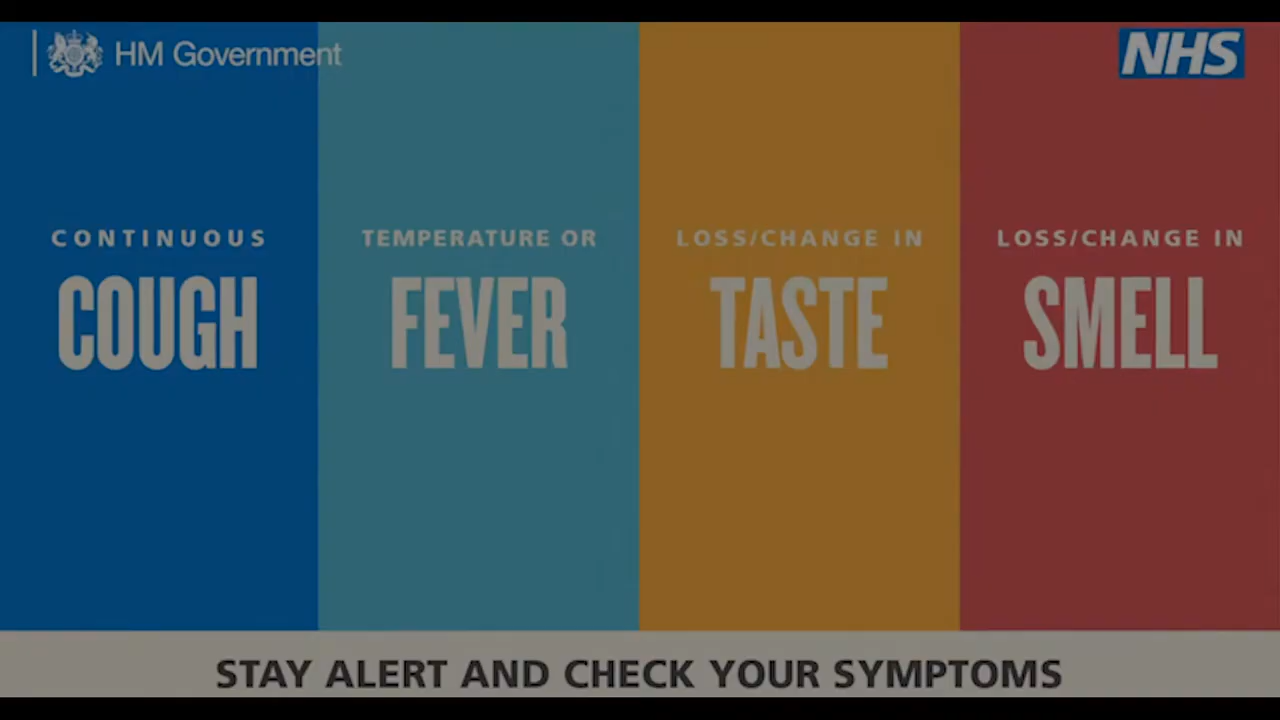 HM Government
NHS
CONTINUOUS
COUGH
TEMPERATURE OR
FEVER
LOSS/CHANGE IN
TASTE
LOSS/CHANGE IN
SMELL
STAY ALERT AND CHECK YOUR SYMPTOMS